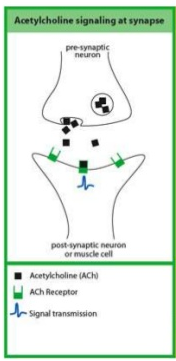 Acetylcholine signaling at synapse
pre-synaptic
neuron
post-synaptic neuron
or muscle cell
Acetylcholine (ACh)
ACh Receptor
Signal transmission